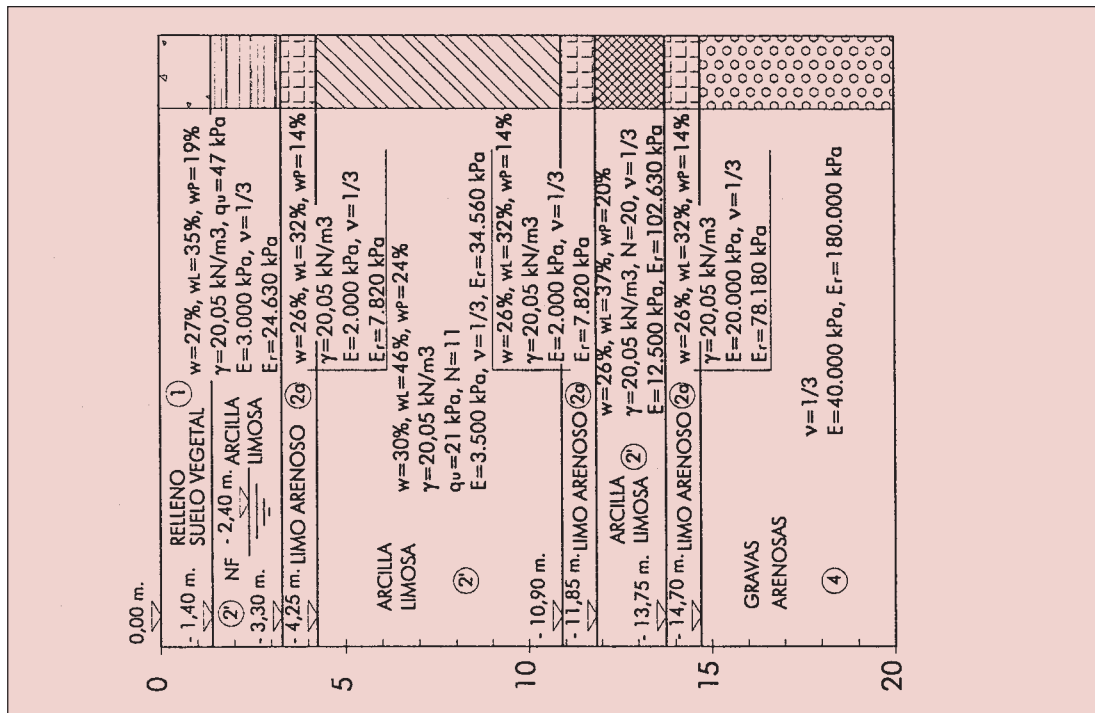 0,00 m.
RELLENO
SUELO VEGETAL 1
- 1,40 m.
w=27%, wL=35%, wP=19%
γ=20,05 kN/m3, qu=47 kPa
E=3.000 kPa, ν=1/3
Er=24.630 kPa
2' NF - 2,40 m. ARCILLA
LIMOSA
- 3,30 m.
- 4,25 m. LIMO ARENOSO 2a
w=26%, wL=32%, wP=14%
γ=20,05 kN/m3
E=2.000 kPa, ν=1/3
Er=7.820 kPa
ARCILLA
LIMOSA
2'
w=30%, wL=46%, wP=24%
γ=20,05 kN/m3
qu=21 kPa, N=11
E=3.500 kPa, ν=1/3, Er=34.560 kPa
- 10,90 m.
- 11,85 m. LIMO ARENOSO 2a
w=26%, wL=32%, wP=14%
γ=20,05 kN/m3
E=2.000 kPa, ν=1/3
Er=7.820 kPa
ARCILLA
LIMOSA 2'
- 13,75 m.
w=26%, wL=37%, wP=20%
γ=20,05 kN/m3, N=20, ν=1/3
E=12.500 kPa, Er=102.630 kPa
- 14,70 m. LIMO ARENOSO 2a
w=26%, wL=32%, wP=14%
γ=20,05 kN/m3
E=20.000 kPa, ν=1/3
Er=78.180 kPa
GRAVAS
ARENOSAS
4
ν=1/3
E=40.000 kPa, Er=180.000 kPa
0
5
10
15
20